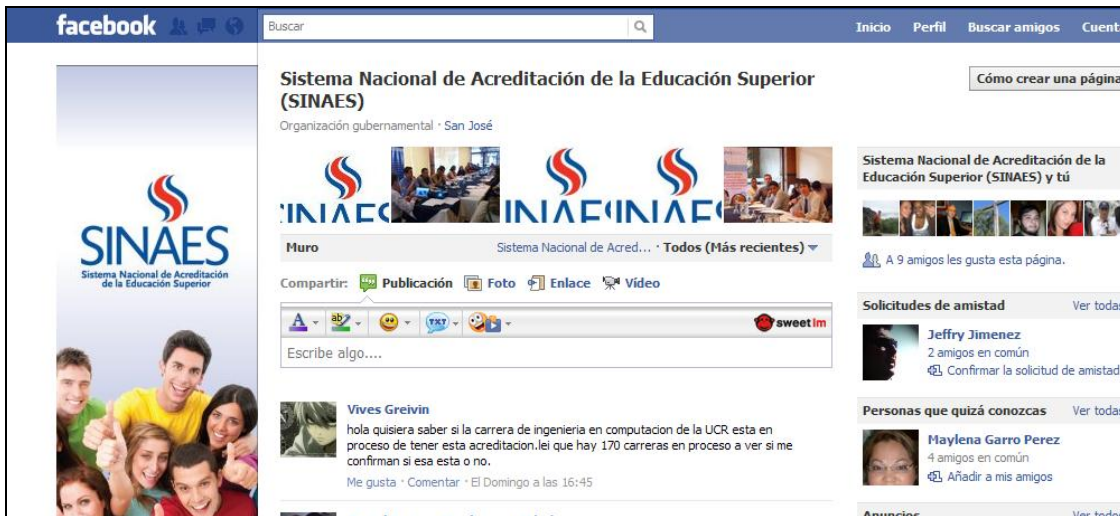 facebook
Buscar
Inicio Perfil Buscar amigos Cuent
SINAES
Sistema Nacional de Acreditación
de la Educación Superior
Sistema Nacional de Acreditación de la Educación Superior
(SINAES)
Organización gubernamental · San José
Muro Sistema Nacional de Acred... · Todos (Más recientes)
Compartir: Publicación Foto Enlace Vídeo
A ab TXT sweetim
Escribe algo....
Vives Greivin
hola quisiera saber si la carrera de ingenieria en computacion de la UCR esta en
proceso de tener esta acreditacion.lei que hay 170 carreras en proceso a ver si me
confirman si esa esta o no.
Me gusta · Comentar · El Domingo a las 16:45
Cómo crear una página
Sistema Nacional de Acreditación de la
Educación Superior (SINAES) y tú
A 9 amigos les gusta esta página.
Solicitudes de amistad Ver todas
Jeffry Jimenez
2 amigos en común
Confirmar la solicitud de amistad
Personas que quizá conozcas Ver todas
Maylena Garro Perez
4 amigos en común
Añadir a mis amigos
Anuncios Ver todos